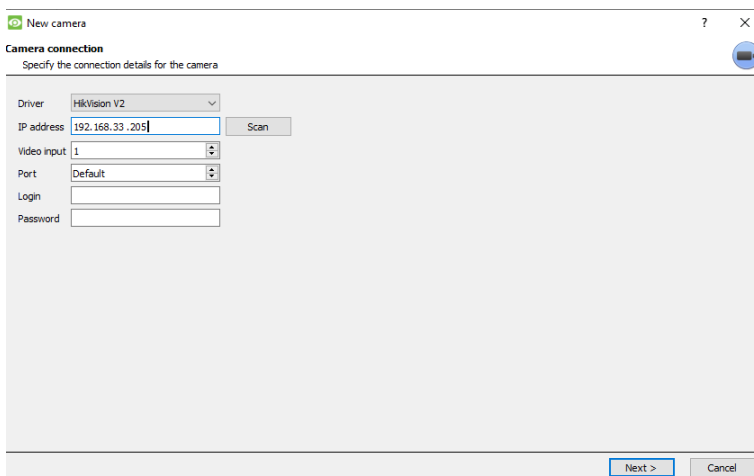 New camera ? X
Camera connection
Specify the connection details for the camera
Driver HikVision V2
IP address 192.168.33 .205 Scan
Video input 1
Port Default
Login
Password
Next > Cancel